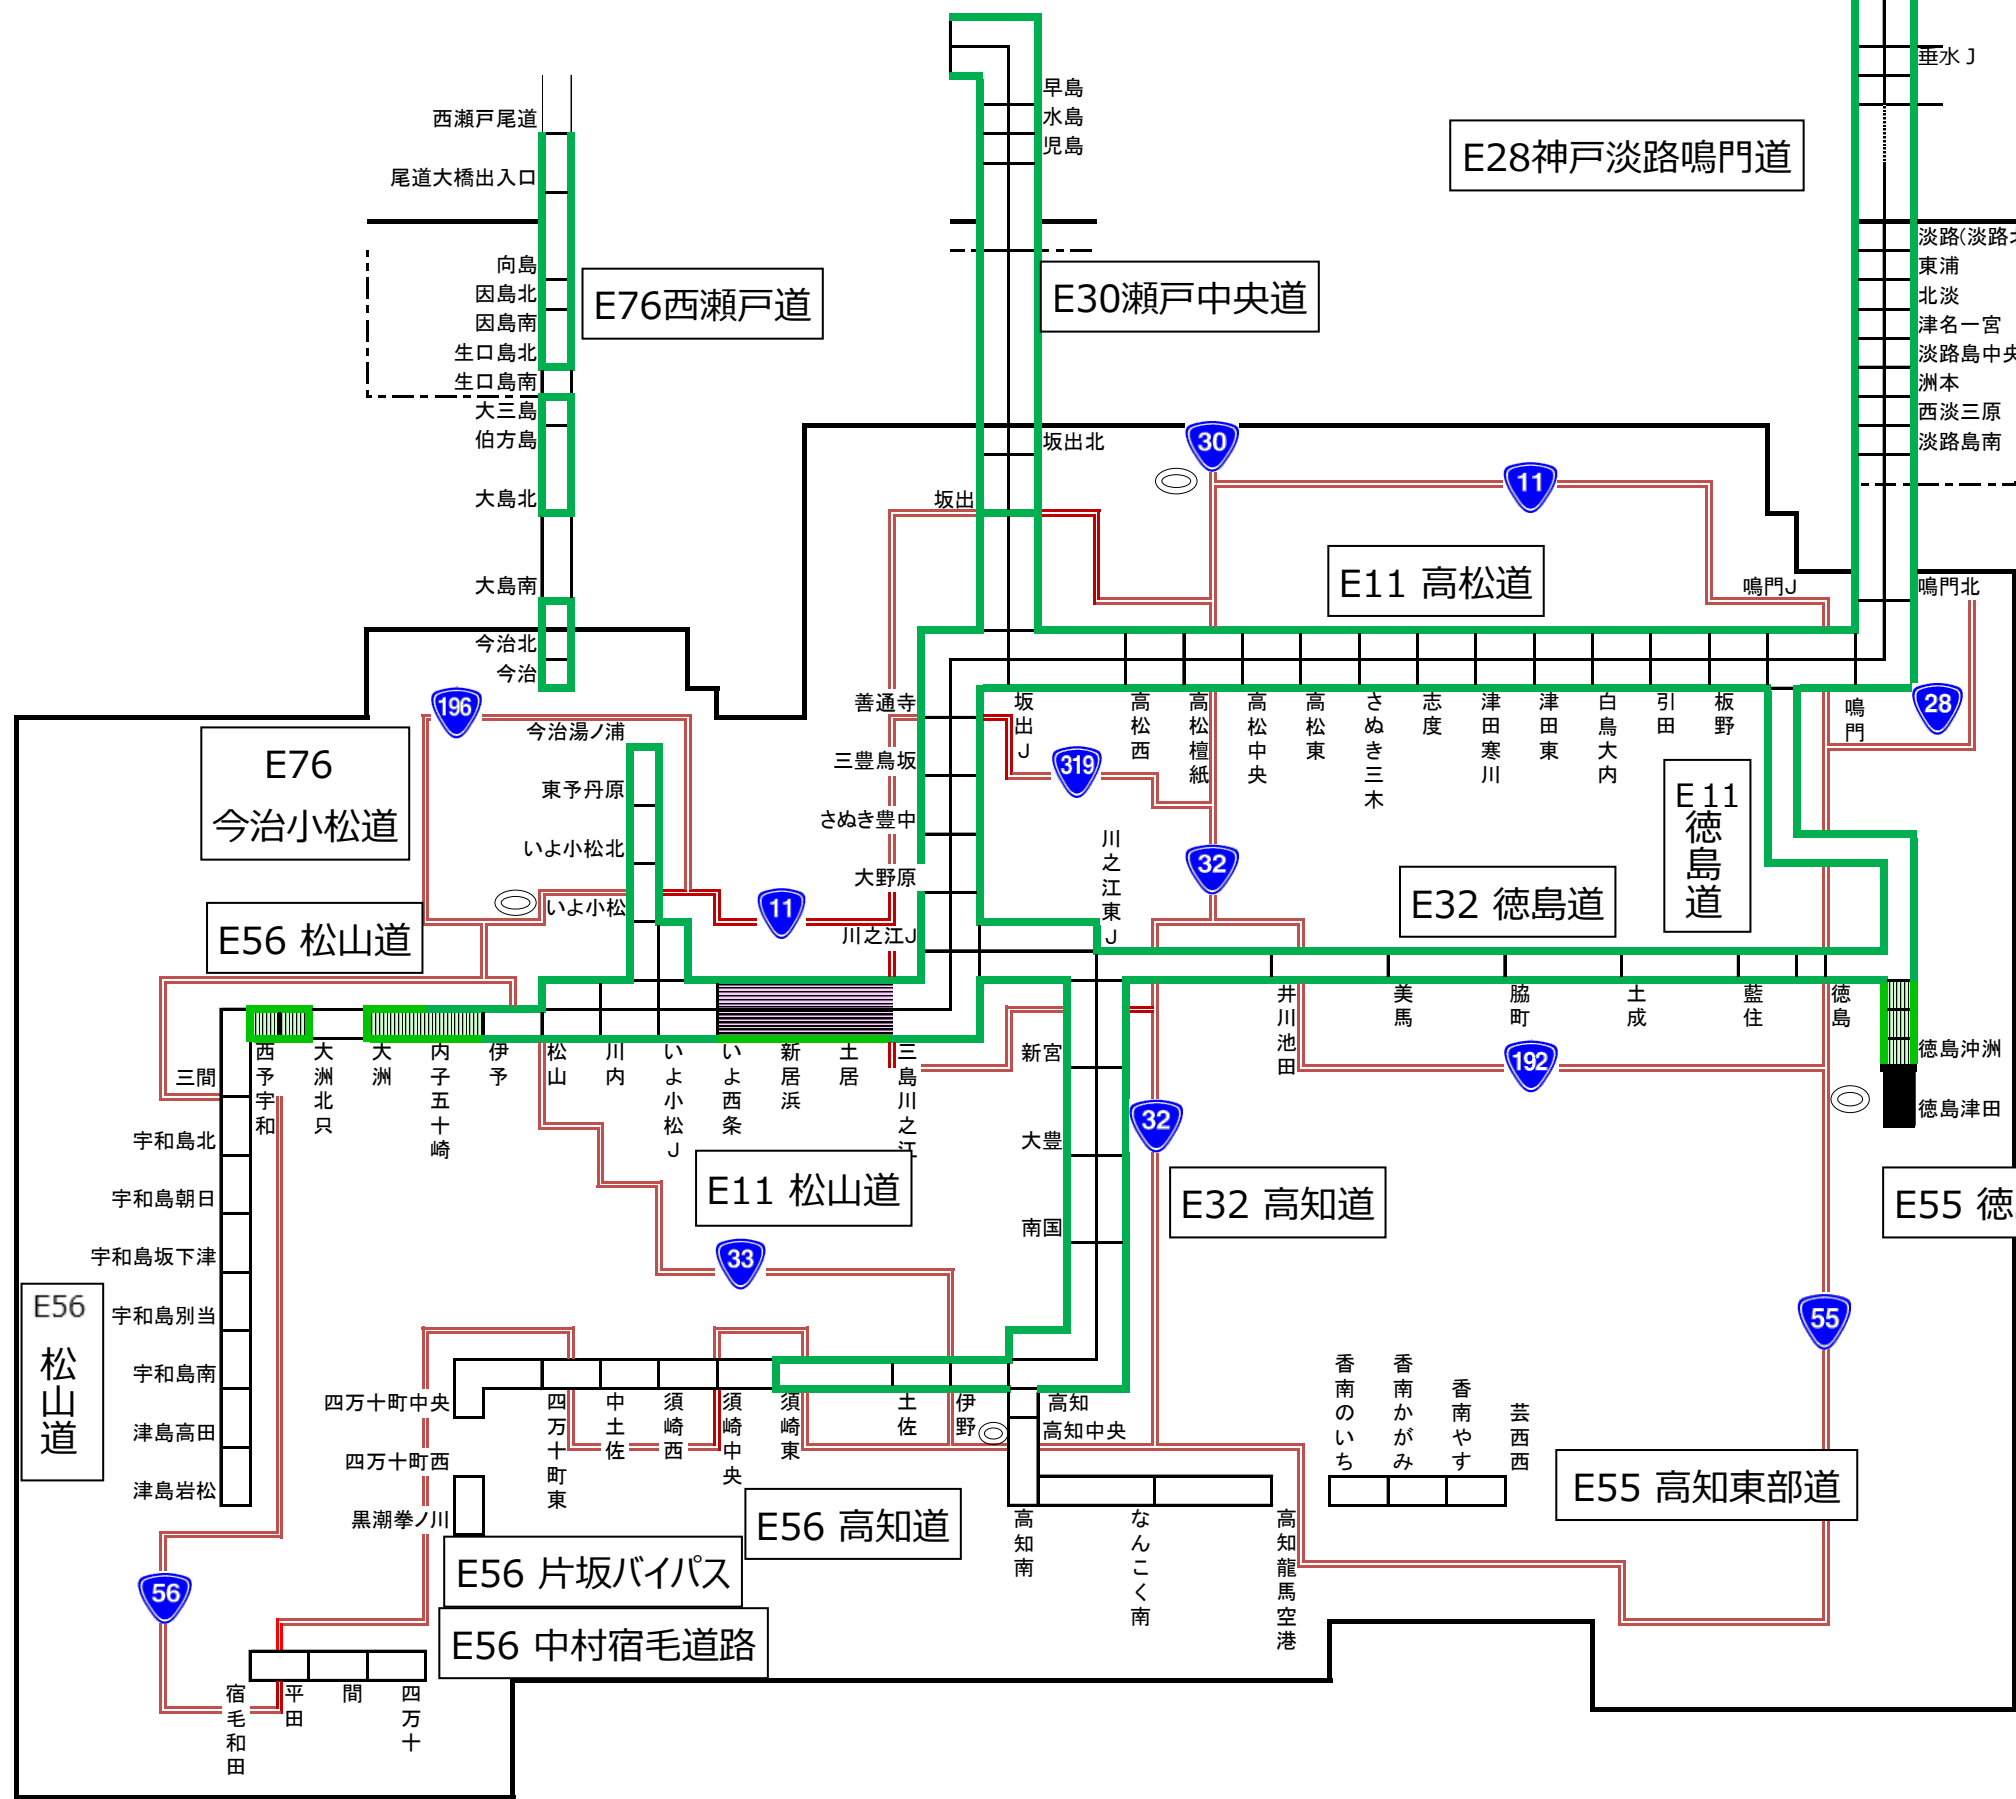 垂水J
早島
水島
児島
西瀬戸尾道
尾道大橋出入口
E28神戸淡路鳴門道
淡路(淡路北
東浦
北淡
津名一宮
淡路島中央
洲本
西淡三原
淡路島南
向島
因島北
因島南
生口島北
生口島南
大三島
伯方島
大島北
大島南
今治北
今治
E76西瀬戸道
E30瀬戸中央道
坂出北
坂出
30
11
E11 高松道
鳴門J
鳴門北
善通寺
三豊鳥坂
さぬき豊中
大野原
川之江J
坂出J
高松西
高松檀紙
高松中央
高松東
さぬき三木
志度
津田寒川
津田東
白鳥大内
引田
板野
鳴門
28
196
319
32
11
E76
今治小松道
今治湯ノ浦
東予丹原
いよ小松北
いよ小松
川之江東J
E11
徳島道
E32 徳島道
E56 松山道
井川池田
美馬
脇町
土成
藍住
徳島
徳島沖洲
徳島津田
192
三間
宇和島北
宇和島朝日
宇和島坂下津
宇和島別当
宇和島南
津島高田
津島岩松
西予宇和
大洲北只
大洲
内子五十崎
伊予
松山
川内
いよ小松J
いよ西条
新居浜
土居
三島川之江
新宮
大豊
南国
32
E11 松山道
E32 高知道
E55 徳
33
55
E56
松山道
四万十町中央
四万十町西
黒潮拳ノ川
四万十町東
中土佐
須崎西
須崎中央
須崎東
土佐
伊野
高知
高知中央
高知南
なんこく南
高知龍馬空港
香南のいち
香南かがみ
香南やす
芸西西
E55 高知東部道
E56 高知道
E56 片坂バイパス
E56 中村宿毛道路
56
宿毛和田
平田
間
四万十